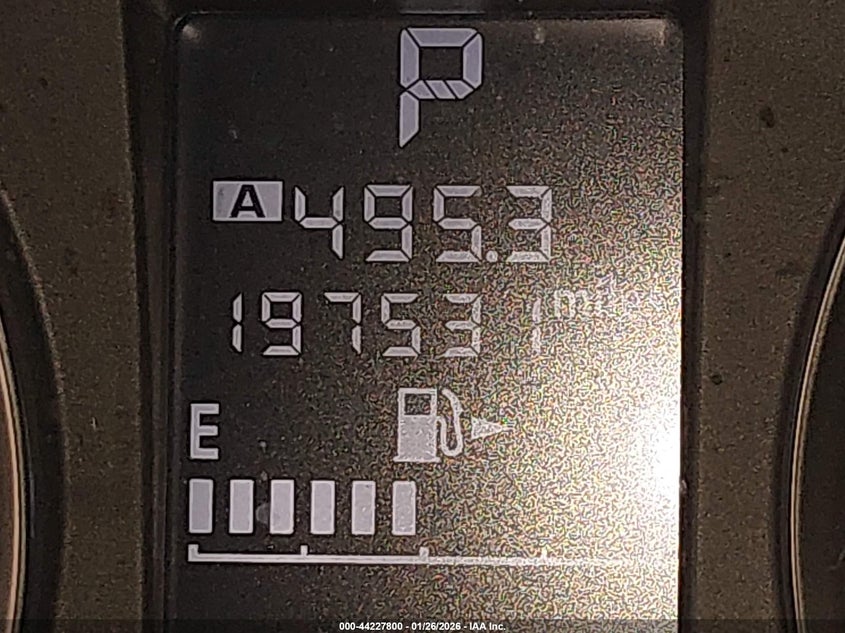 P
A 495.3
197531 mi
E
000-44227800 - 01/26/2026 - IAA Inc.